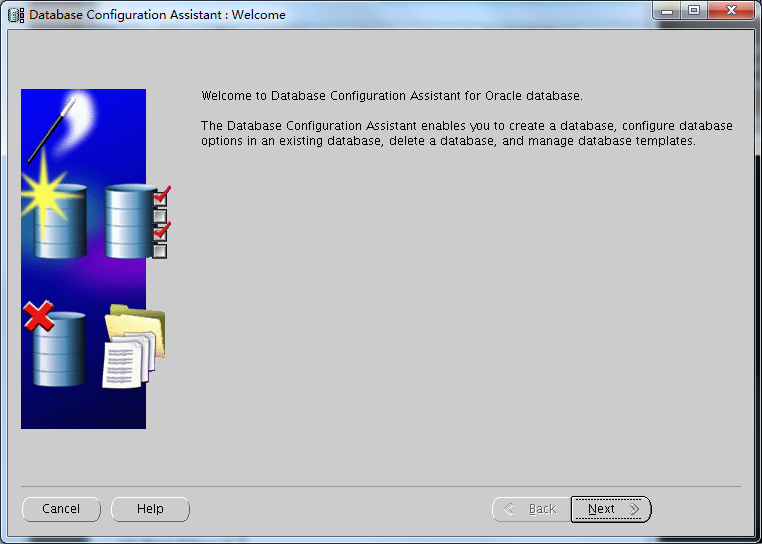 Database Configuration Assistant : Welcome
Welcome to Database Configuration Assistant for Oracle database.
The Database Configuration Assistant enables you to create a database, configure database
options in an existing database, delete a database, and manage database templates.
Cancel
Help
Back
Next